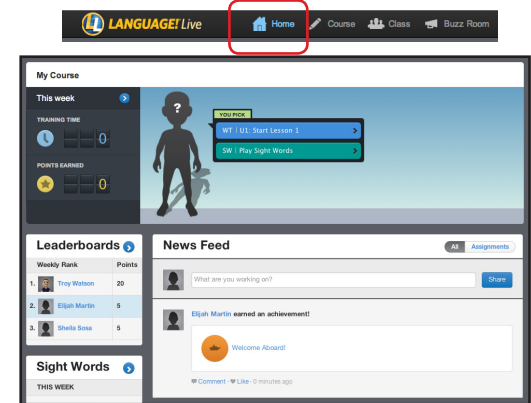 LANGUAGE! Live Home Course Class Buzz Room
My Course
This week
TRAINING TIME
0
POINTS EARNED
0
?
YOU PICK
WT | U1: Start Lesson 1
SW | Play Sight Words
Leaderboards
Weekly Rank Points
1. Troy Watson 20
2. Elijah Martin 5
3. Sheila Sosa 5
Sight Words
THIS WEEK
News Feed
All Assignments
What are you working on?
Share
Elijah Martin earned an achievement!
Welcome Aboard!
Comment · Like · 0 minutes ago